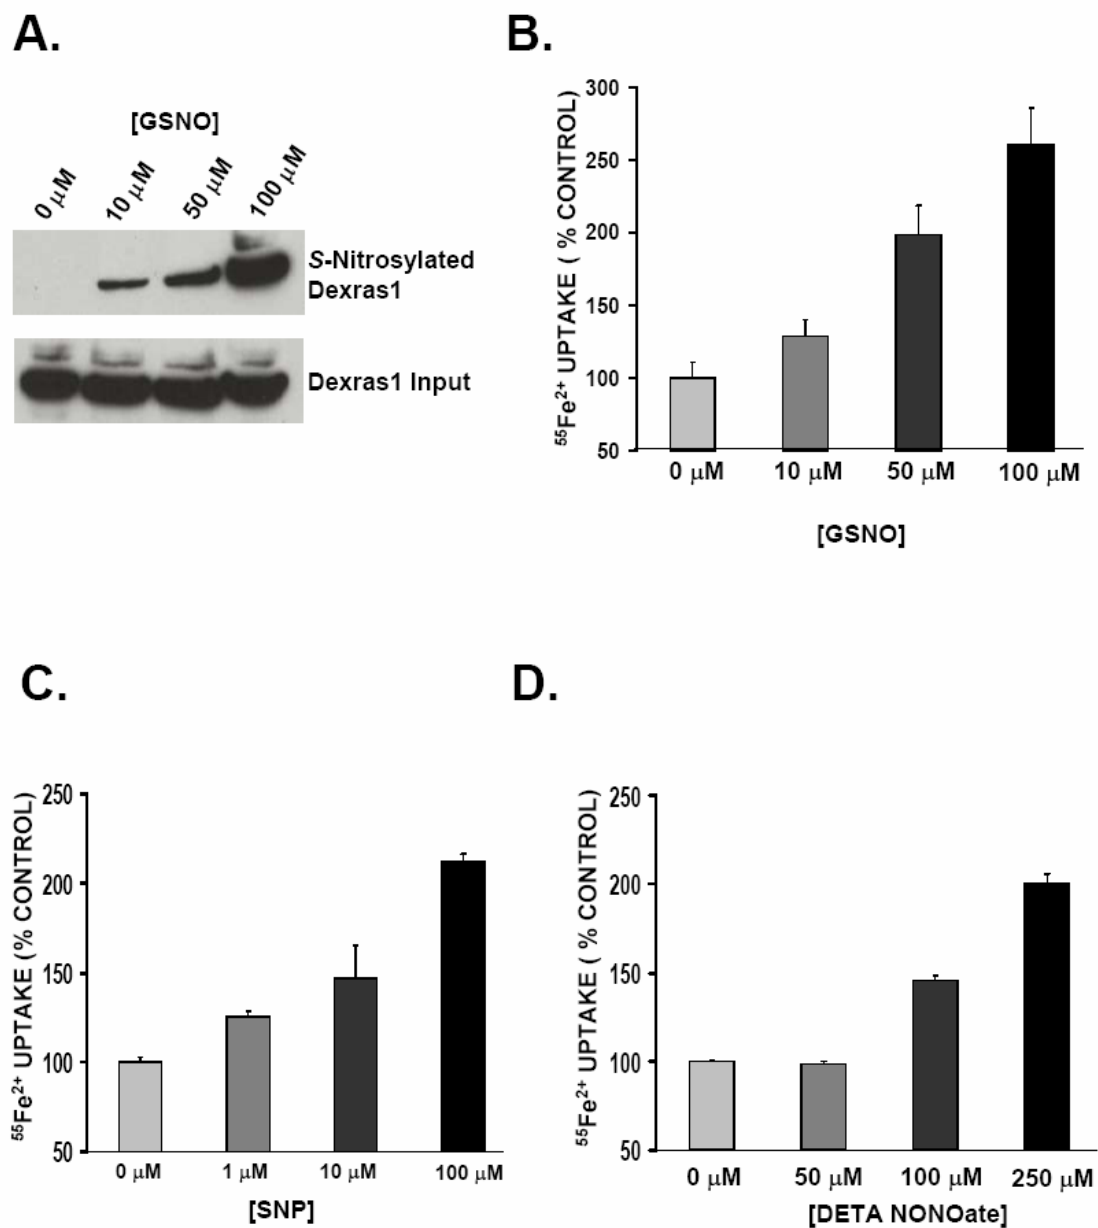 A.
[GSNO]
0 μM 10 μM 50 μM 100 μM
S-Nitrosylated
Dexras1
Dexras1 Input
B.
55Fe2+ UPTAKE ( % CONTROL)
300
250
200
150
100
50
0 μM 10 μM 50 μM 100 μM
[GSNO]
C.
55Fe2+ UPTAKE (% CONTROL)
250
200
150
100
50
0 μM 1 μM 10 μM 100 μM
[SNP]
D.
55Fe2+ UPTAKE ( % CONTROL)
250
200
150
100
50
0 μM 50 μM 100 μM 250 μM
[DETA NONOate]